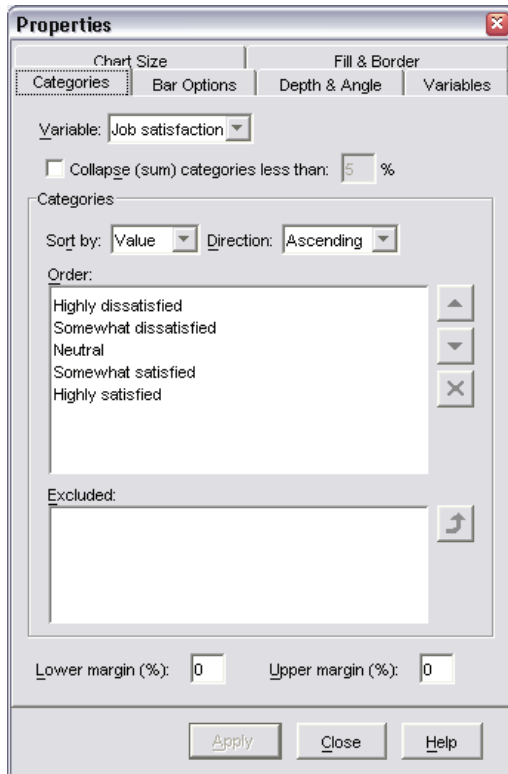 Properties
Chart Size Fill & Border
Categories Bar Options Depth & Angle Variables
Variable: Job satisfaction
Collapse (sum) categories less than: 5 %
Categories
Sort by: Value Direction: Ascending
Order:
Highly dissatisfied
Somewhat dissatisfied
Neutral
Somewhat satisfied
Highly satisfied
Excluded:
Lower margin (%): 0 Upper margin (%): 0
Apply Close Help